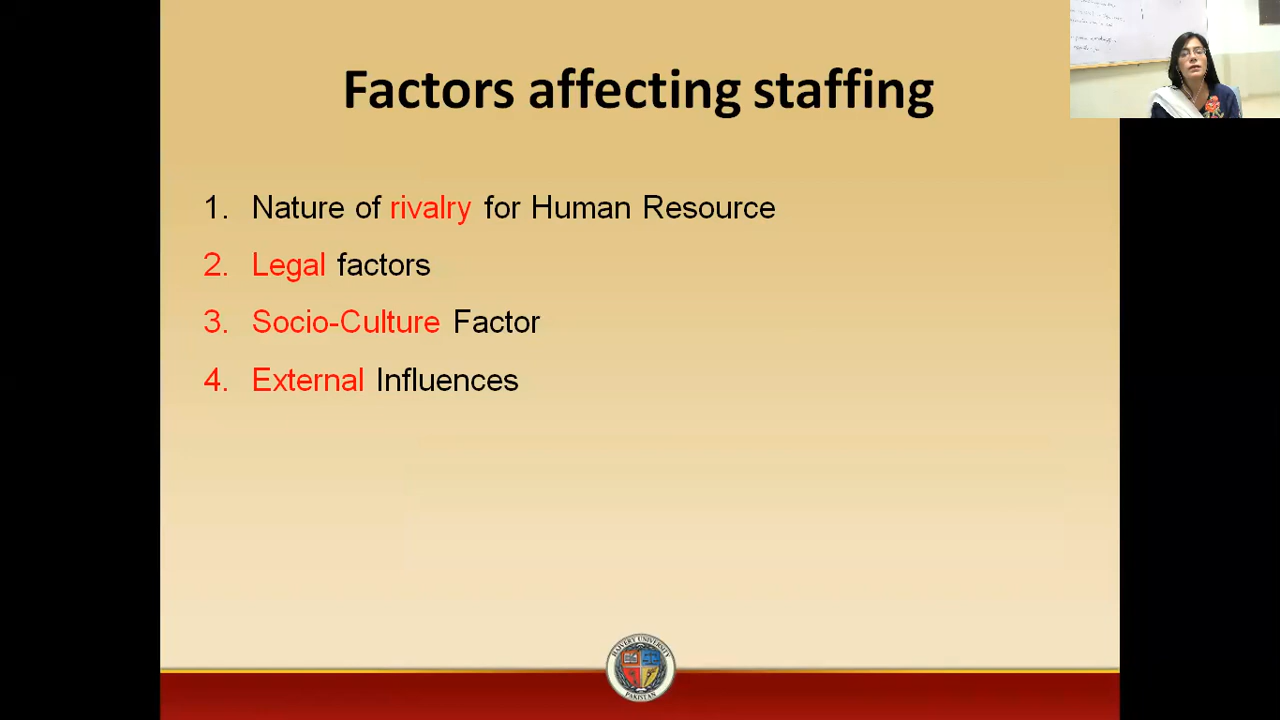 Factors affecting staffing
1. Nature of rivalry for Human Resource
2. Legal factors
3. Socio-Culture Factor
4. External Influences
PAKISTAN